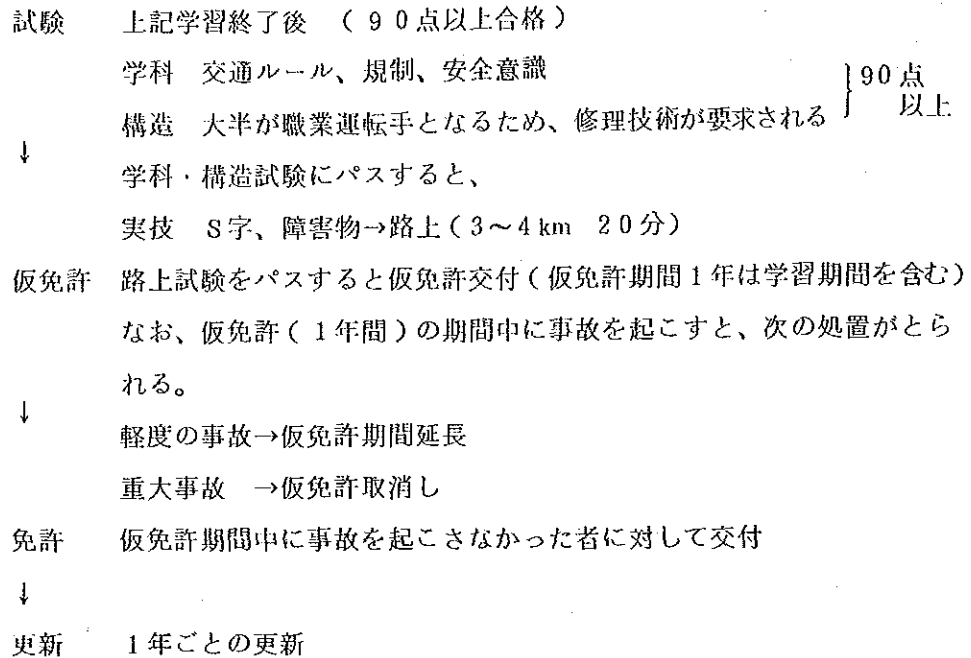 試験　上記学習終了後　（９０点以上合格）
学科　交通ルール、規制、安全意識
構造　大半が職業運転手となるため、修理技術が要求される
}90点以上
↓
学科・構造試験にパスすると、
実技　Ｓ字、障害物→路上（３～４km　２０分）
仮免許　路上試験をパスすると仮免許交付（仮免許期間１年は学習期間を含む）
なお、仮免許（１年間）の期間中に事故を起こすと、次の処置がとら
れる。
↓
軽度の事故→仮免許期間延長
重大事故　→仮免許取消し
免許　仮免許期間中に事故を起こさなかった者に対して交付
↓
更新　１年ごとの更新